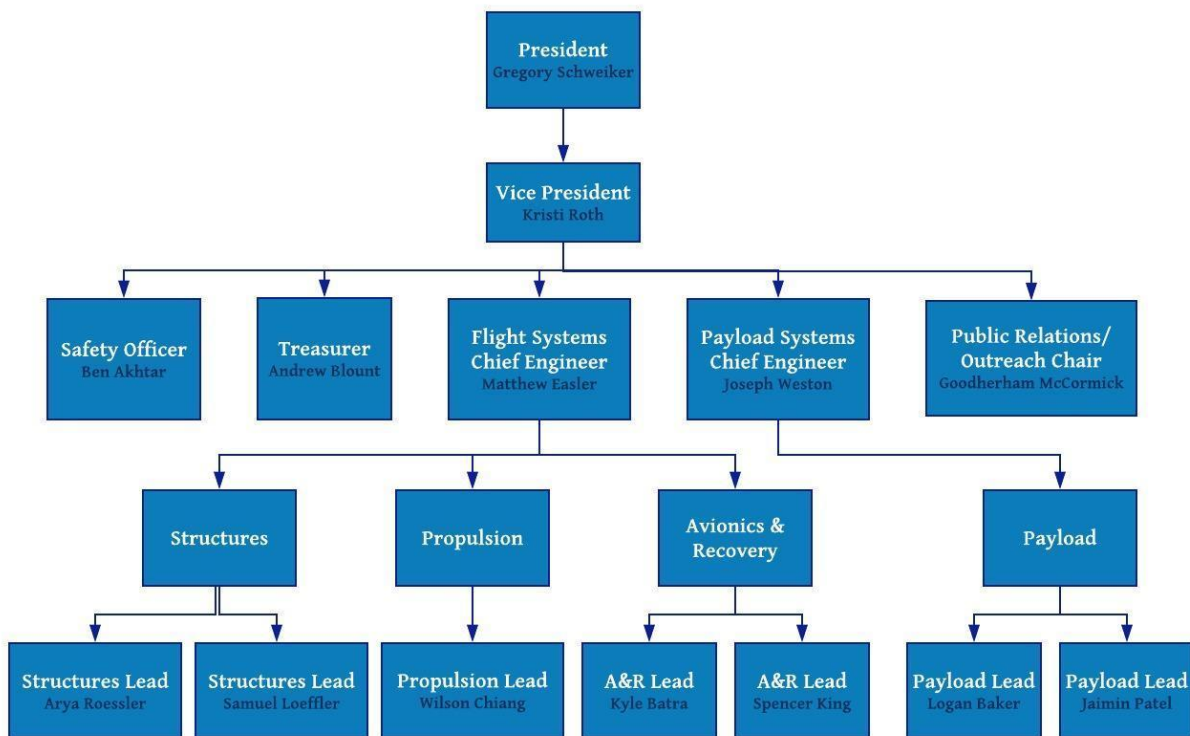 President
Gregory Schweiker
Vice President
Kristi Roth
Safety Officer
Ben Akhtar
Treasurer
Andrew Blount
Flight Systems
Chief Engineer
Matthew Easler
Payload Systems
Chief Engineer
Joseph Weston
Public Relations/
Outreach Chair
Goodherham McCormick
Structures
Propulsion
Avionics &
Recovery
Payload
Structures Lead
Arya Roessler
Structures Lead
Samuel Loeffler
Propulsion Lead
Wilson Chiang
A&R Lead
Kyle Batra
A&R Lead
Spencer King
Payload Lead
Logan Baker
Payload Lead
Jaimin Patel